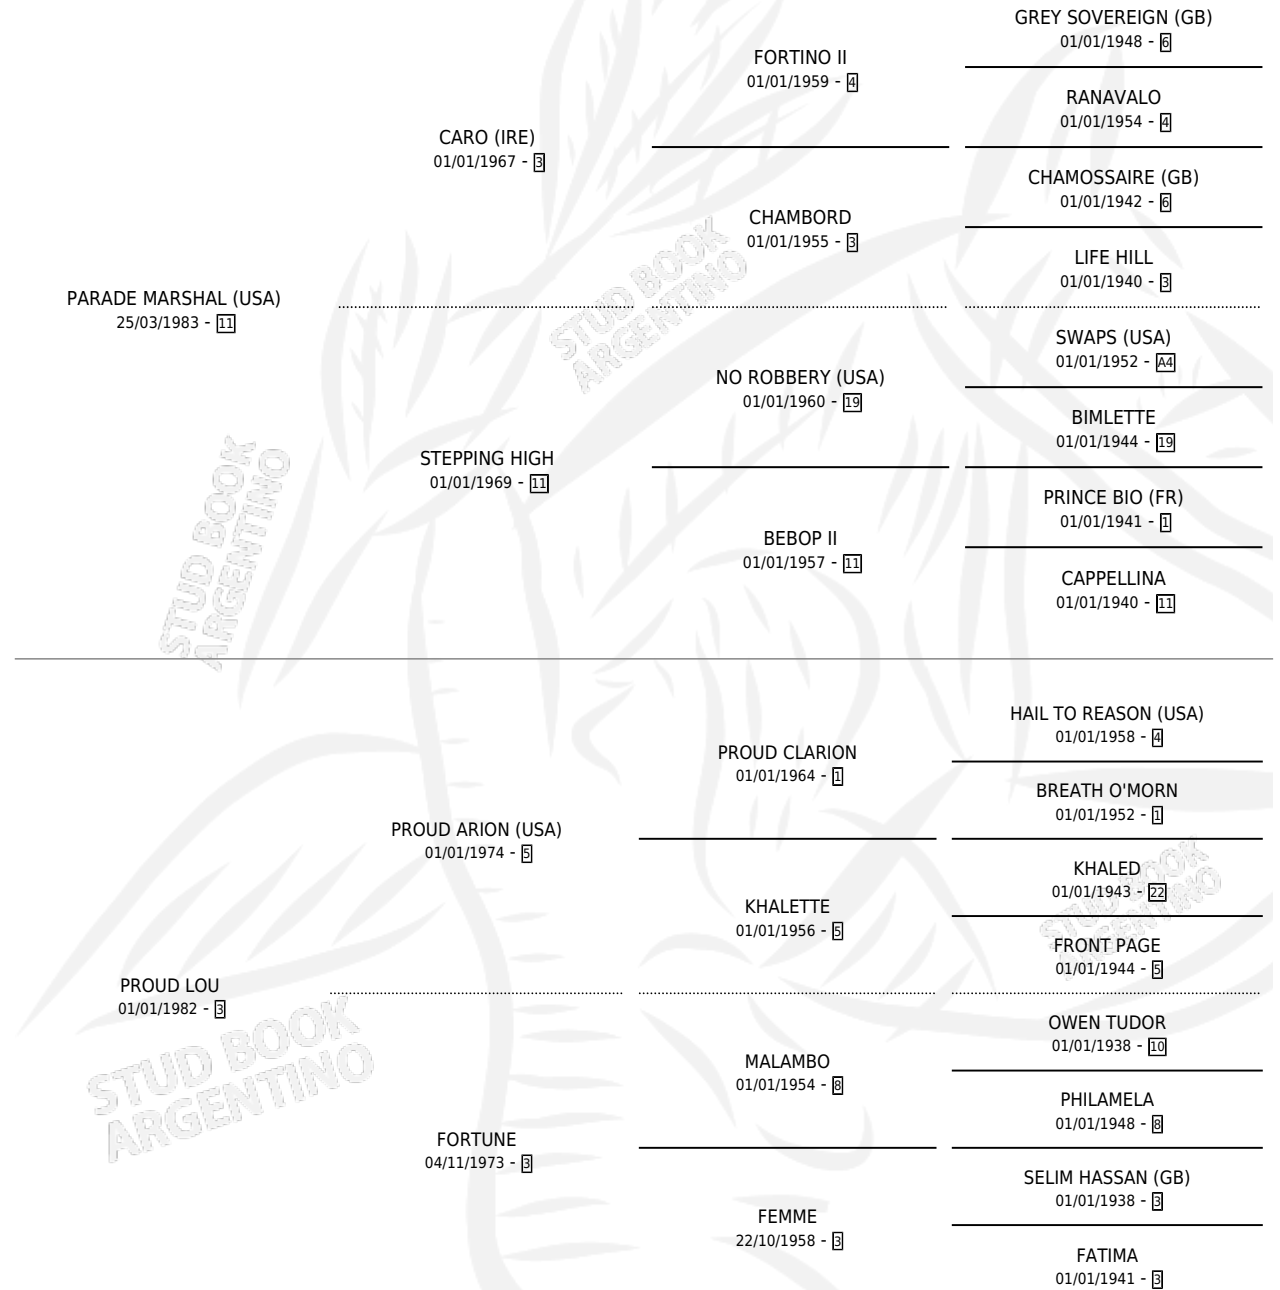 GREY SOVEREIGN (GB)
01/01/1948 - 6
FORTINO II
01/01/1959 - 4
RANAVALO
01/01/1954 - 4
CARO (IRE)
01/01/1967 - 3
CHAMOSSAIRE (GB)
01/01/1942 - 6
CHAMBORD
01/01/1955 - 3
LIFE HILL
01/01/1940 - 3
PARADE MARSHAL (USA)
25/03/1983 - 11
SWAPS (USA)
01/01/1952 - A4
NO ROBBERY (USA)
01/01/1960 - 19
BIMLETTE
01/01/1944 - 19
STEPPING HIGH
01/01/1969 - 11
PRINCE BIO (FR)
01/01/1941 - 1
BEBOP II
01/01/1957 - 11
CAPPELLINA
01/01/1940 - 11
HAIL TO REASON (USA)
01/01/1958 - 4
PROUD CLARION
01/01/1964 - 1
BREATH O'MORN
01/01/1952 - 1
PROUD ARION (USA)
01/01/1974 - 5
KHALED
01/01/1943 - 22
KHALETTE
01/01/1956 - 5
FRONT PAGE
01/01/1944 - 5
PROUD LOU
01/01/1982 - 3
OWEN TUDOR
01/01/1938 - 10
MALAMBO
01/01/1954 - 8
PHILAMELA
01/01/1948 - 8
FORTUNE
04/11/1973 - 3
SELIM HASSAN (GB)
01/01/1938 - 3
FEMME
22/10/1958 - 3
FATIMA
01/01/1941 - 3
STUD BOOK
ARGENTINO
STUD BOOK
ARGENTINO
STUD BOOK
ARGENTINO
STUD BOOK
ARGENTINO